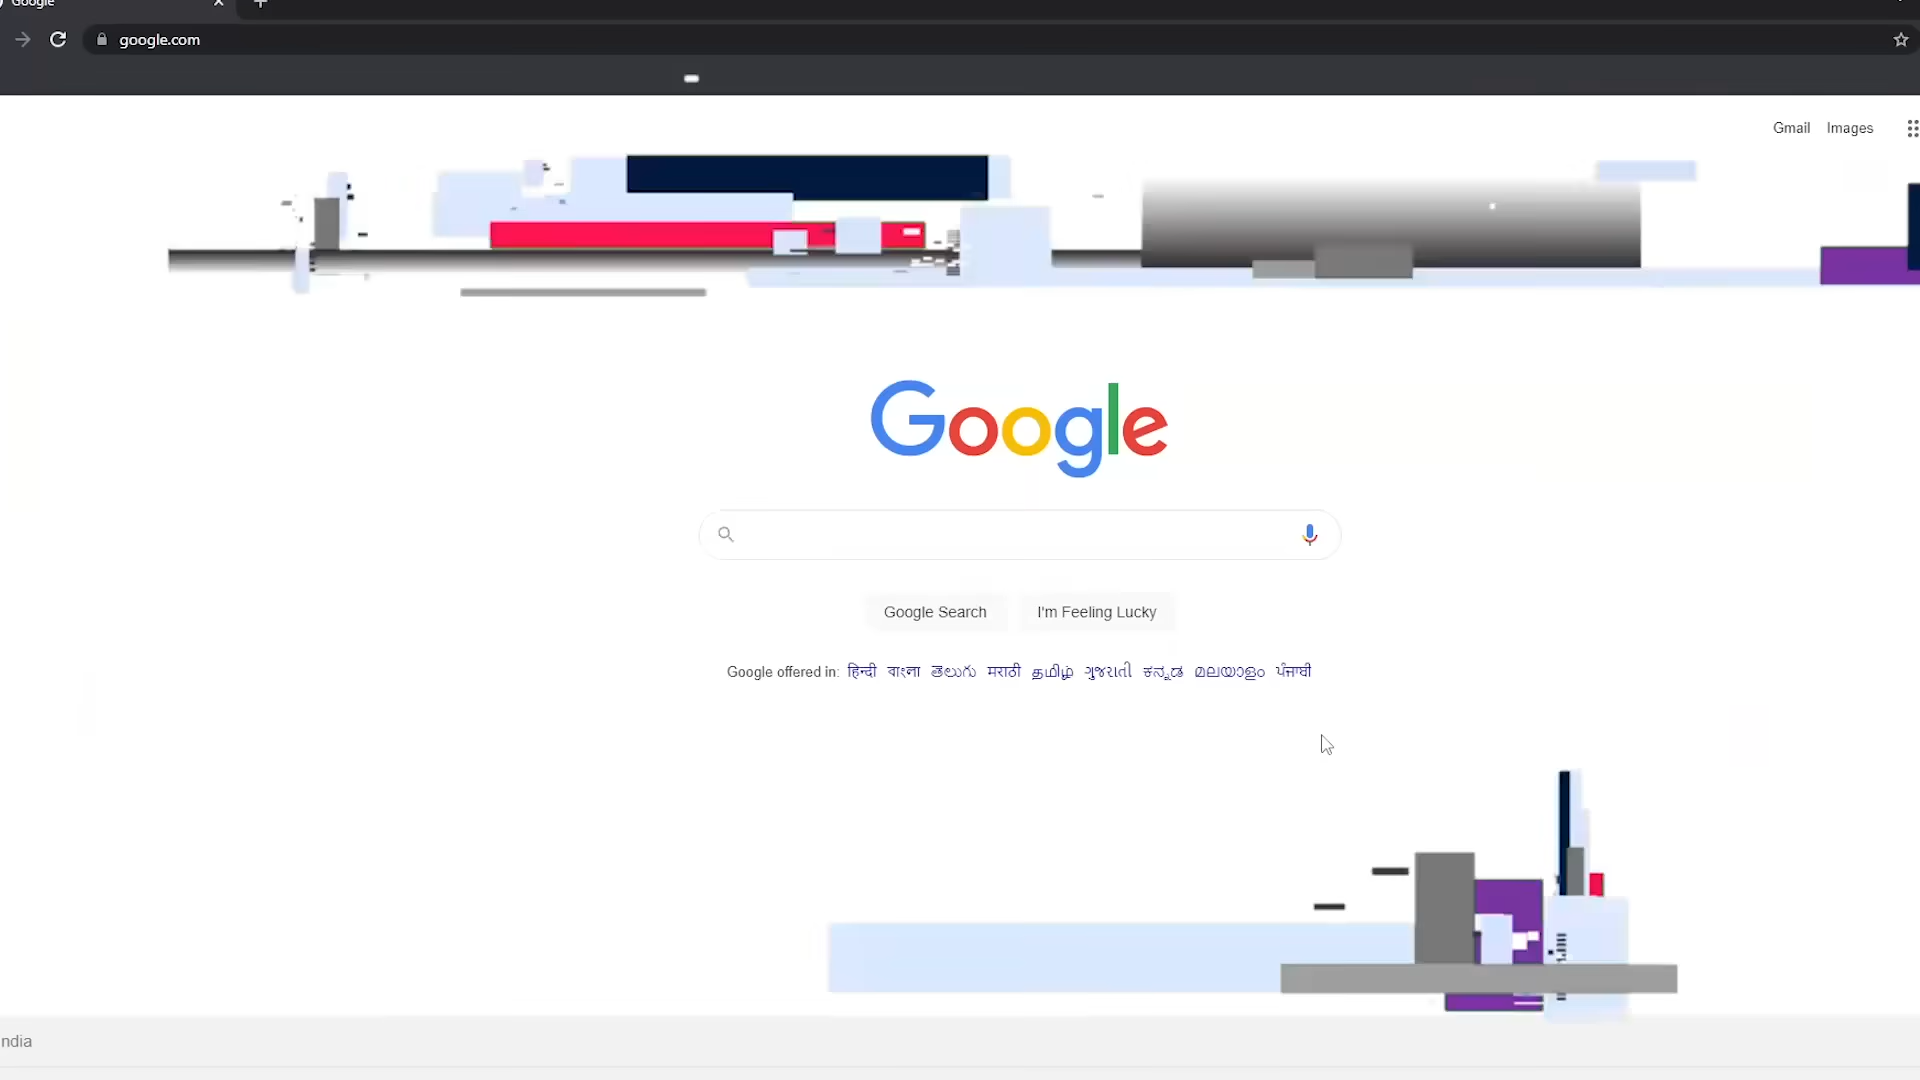 Google
google.com
Gmail Images
Google
Google Search I'm Feeling Lucky
Google offered in: हिन्दी বাংলা తెలుగు मराठी தமிழ் ગુજરાતી ಕನ್ನಡ മലയാളം ਪੰਜਾਬੀ
ndia